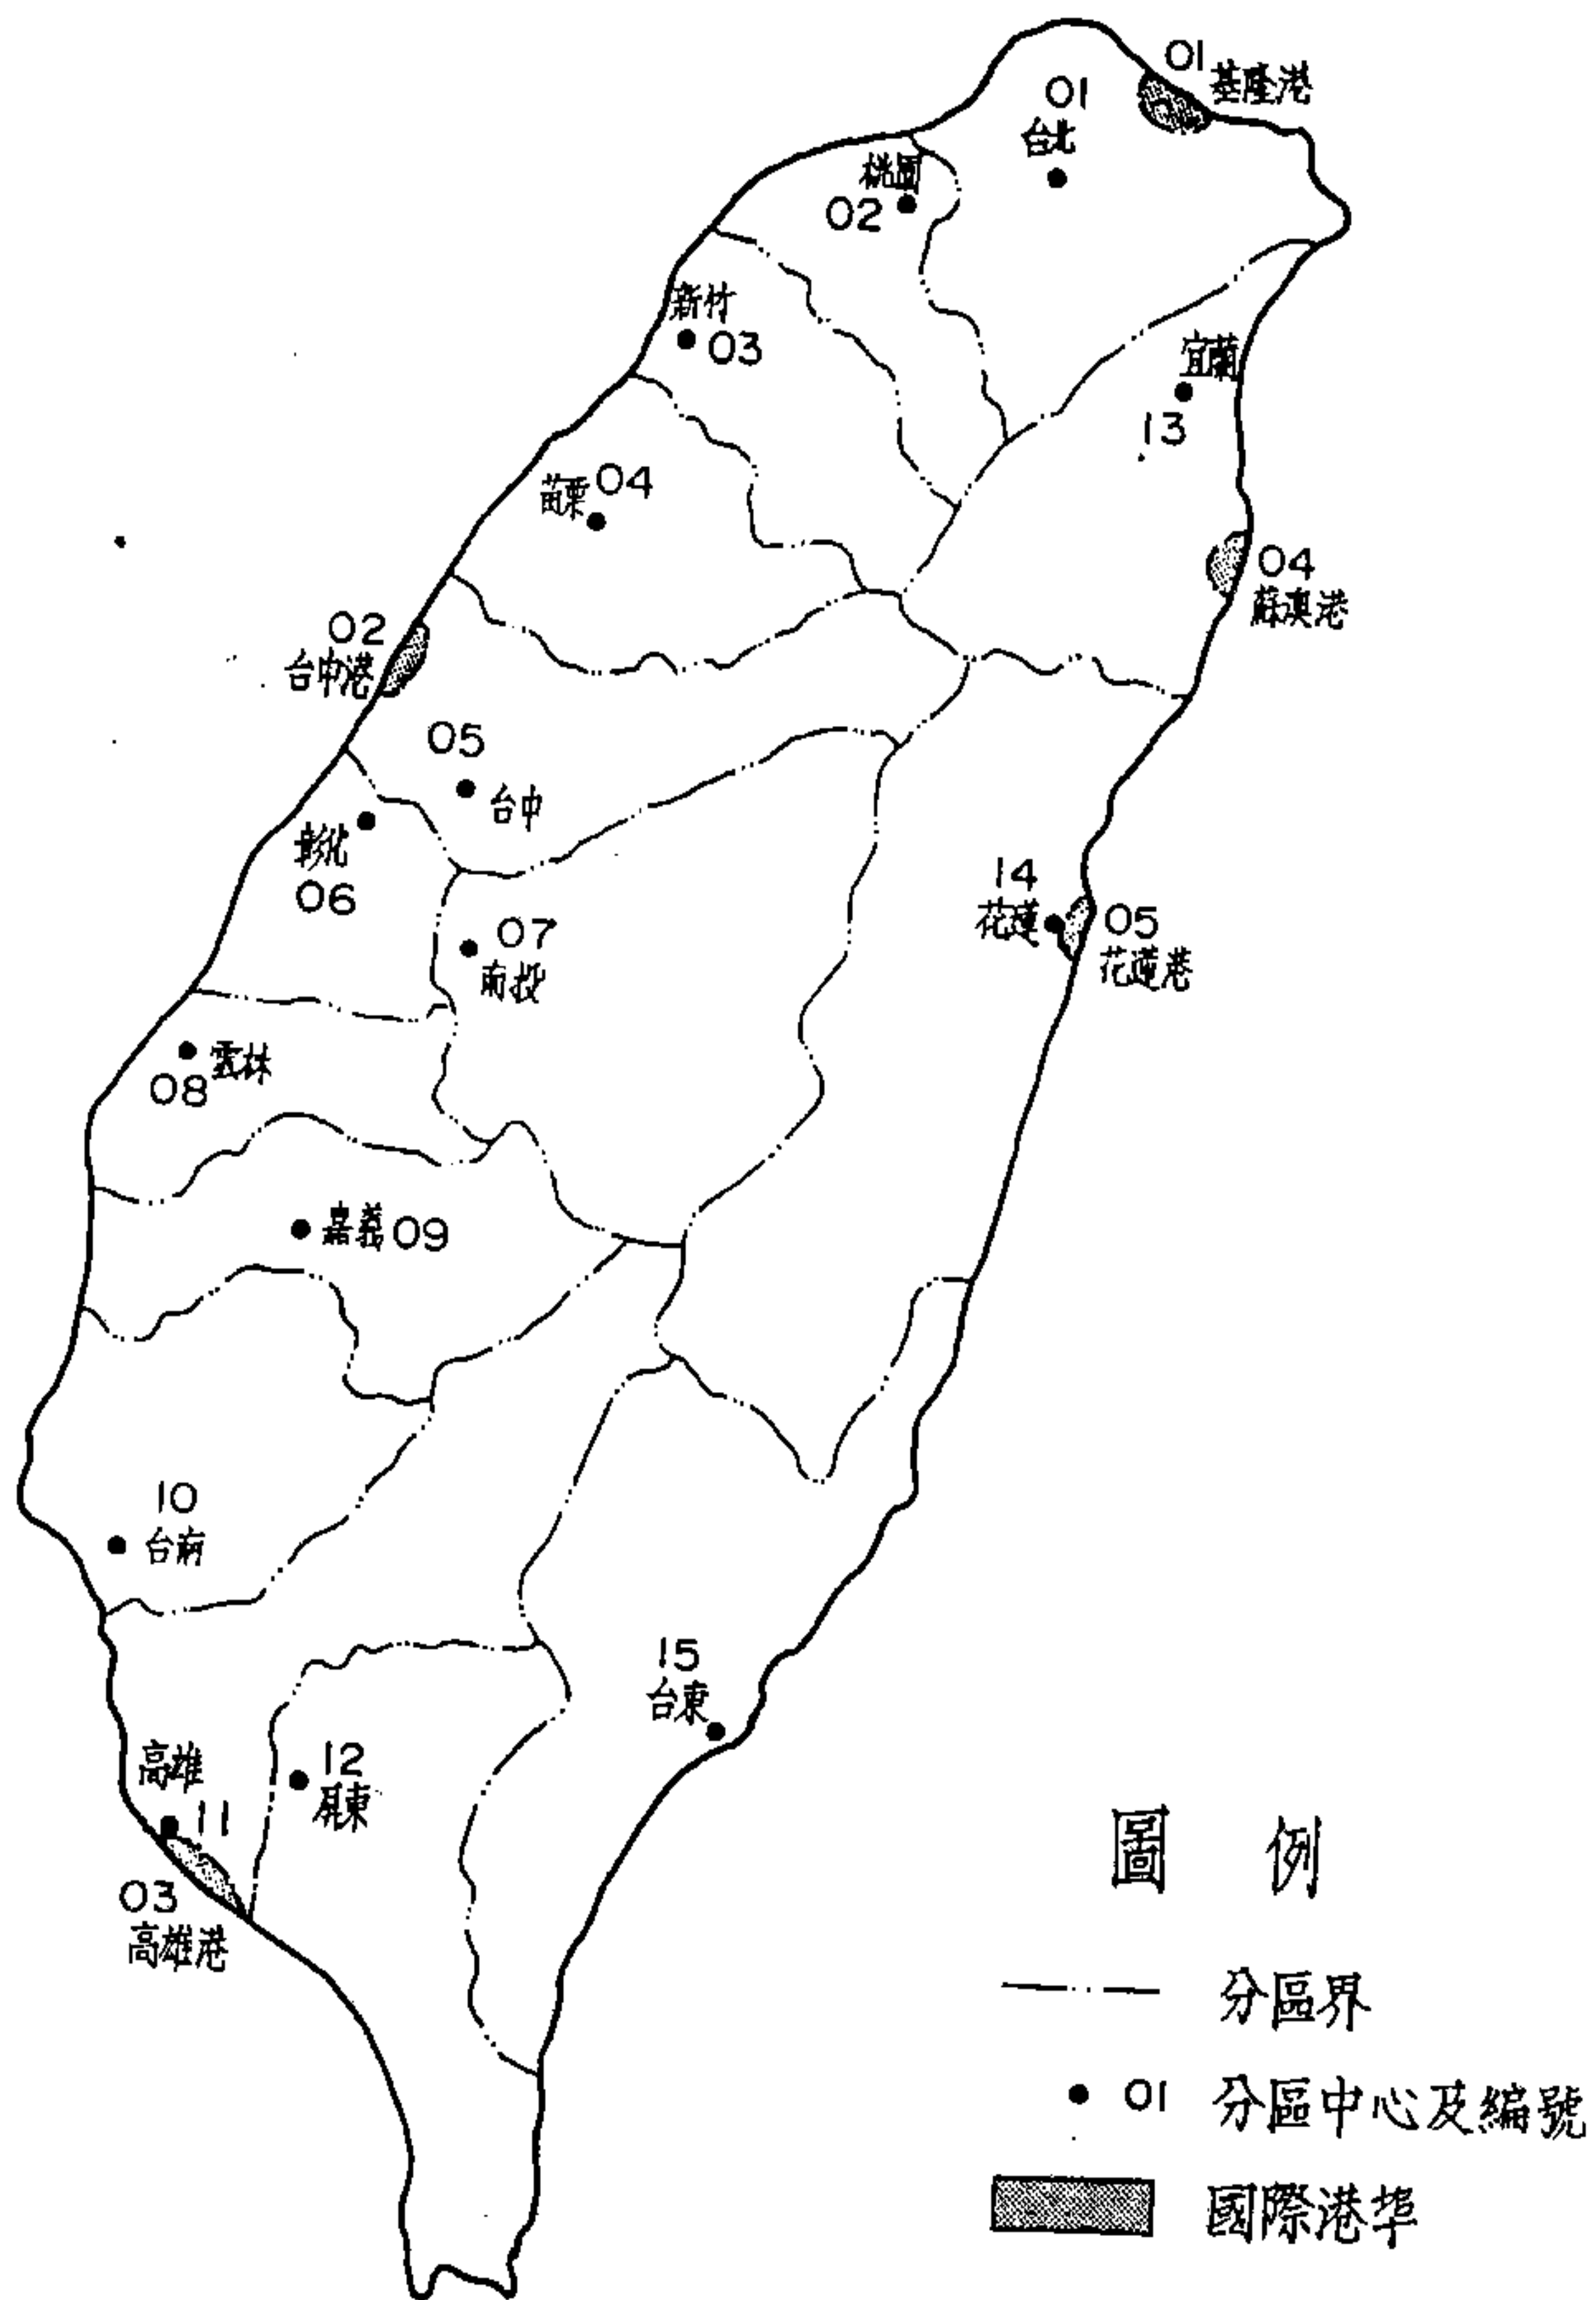 01 基隆港
01
台北
桃園
02
新竹
03
宜蘭
13
苗栗 04
04
蘇澳港
02
台中港
05
台中
彰化
06
14
花蓮
05
花蓮港
07
南投
雲林
08
嘉義 09
10
台南
15
台東
高雄
11
12
屏東
03
高雄港
圖例
分區界
01 分區中心及編號
國際港埠